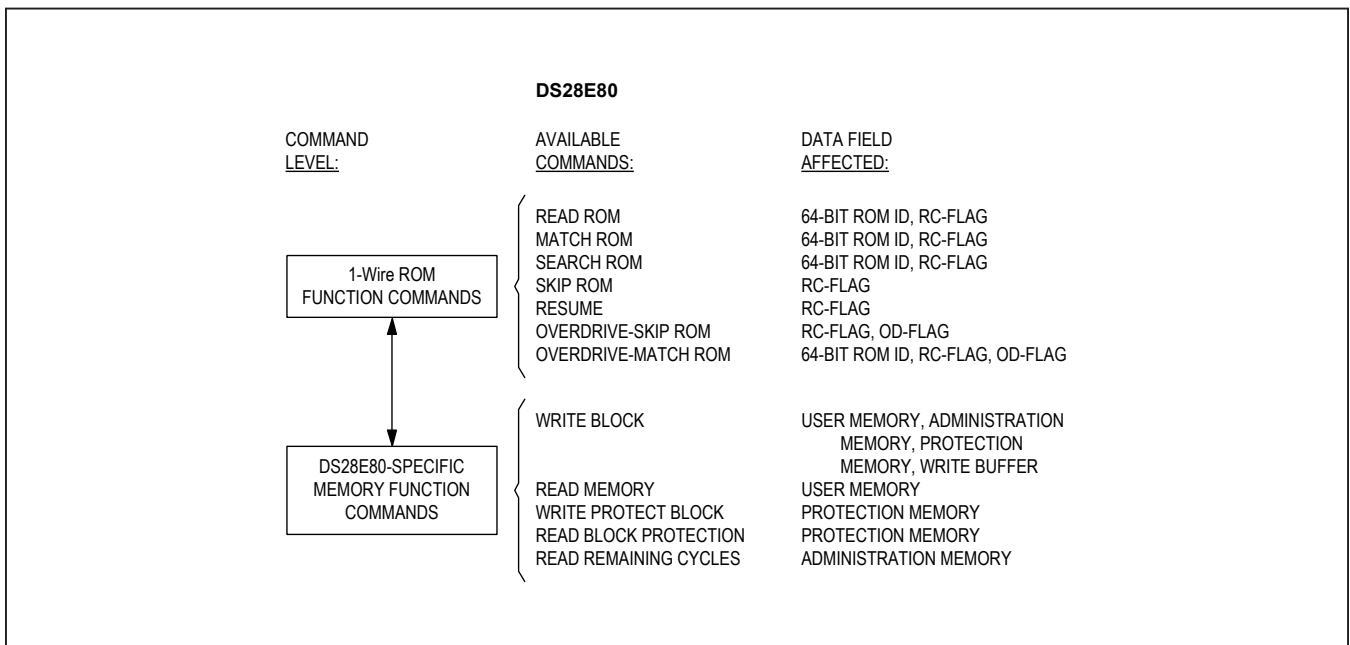 DS28E80
COMMAND AVAILABLE DATA FIELD
LEVEL: COMMANDS: AFFECTED:
READ ROM 64-BIT ROM ID, RC-FLAG
MATCH ROM 64-BIT ROM ID, RC-FLAG
SEARCH ROM 64-BIT ROM ID, RC-FLAG
1-Wire ROM
FUNCTION COMMANDS
SKIP ROM RC-FLAG
RESUME RC-FLAG
OVERDRIVE-SKIP ROM RC-FLAG, OD-FLAG
OVERDRIVE-MATCH ROM 64-BIT ROM ID, RC-FLAG, OD-FLAG
WRITE BLOCK USER MEMORY, ADMINISTRATION
MEMORY, PROTECTION
MEMORY, WRITE BUFFER
DS28E80-SPECIFIC
MEMORY FUNCTION
COMMANDS
READ MEMORY USER MEMORY
WRITE PROTECT BLOCK PROTECTION MEMORY
READ BLOCK PROTECTION PROTECTION MEMORY
READ REMAINING CYCLES ADMINISTRATION MEMORY